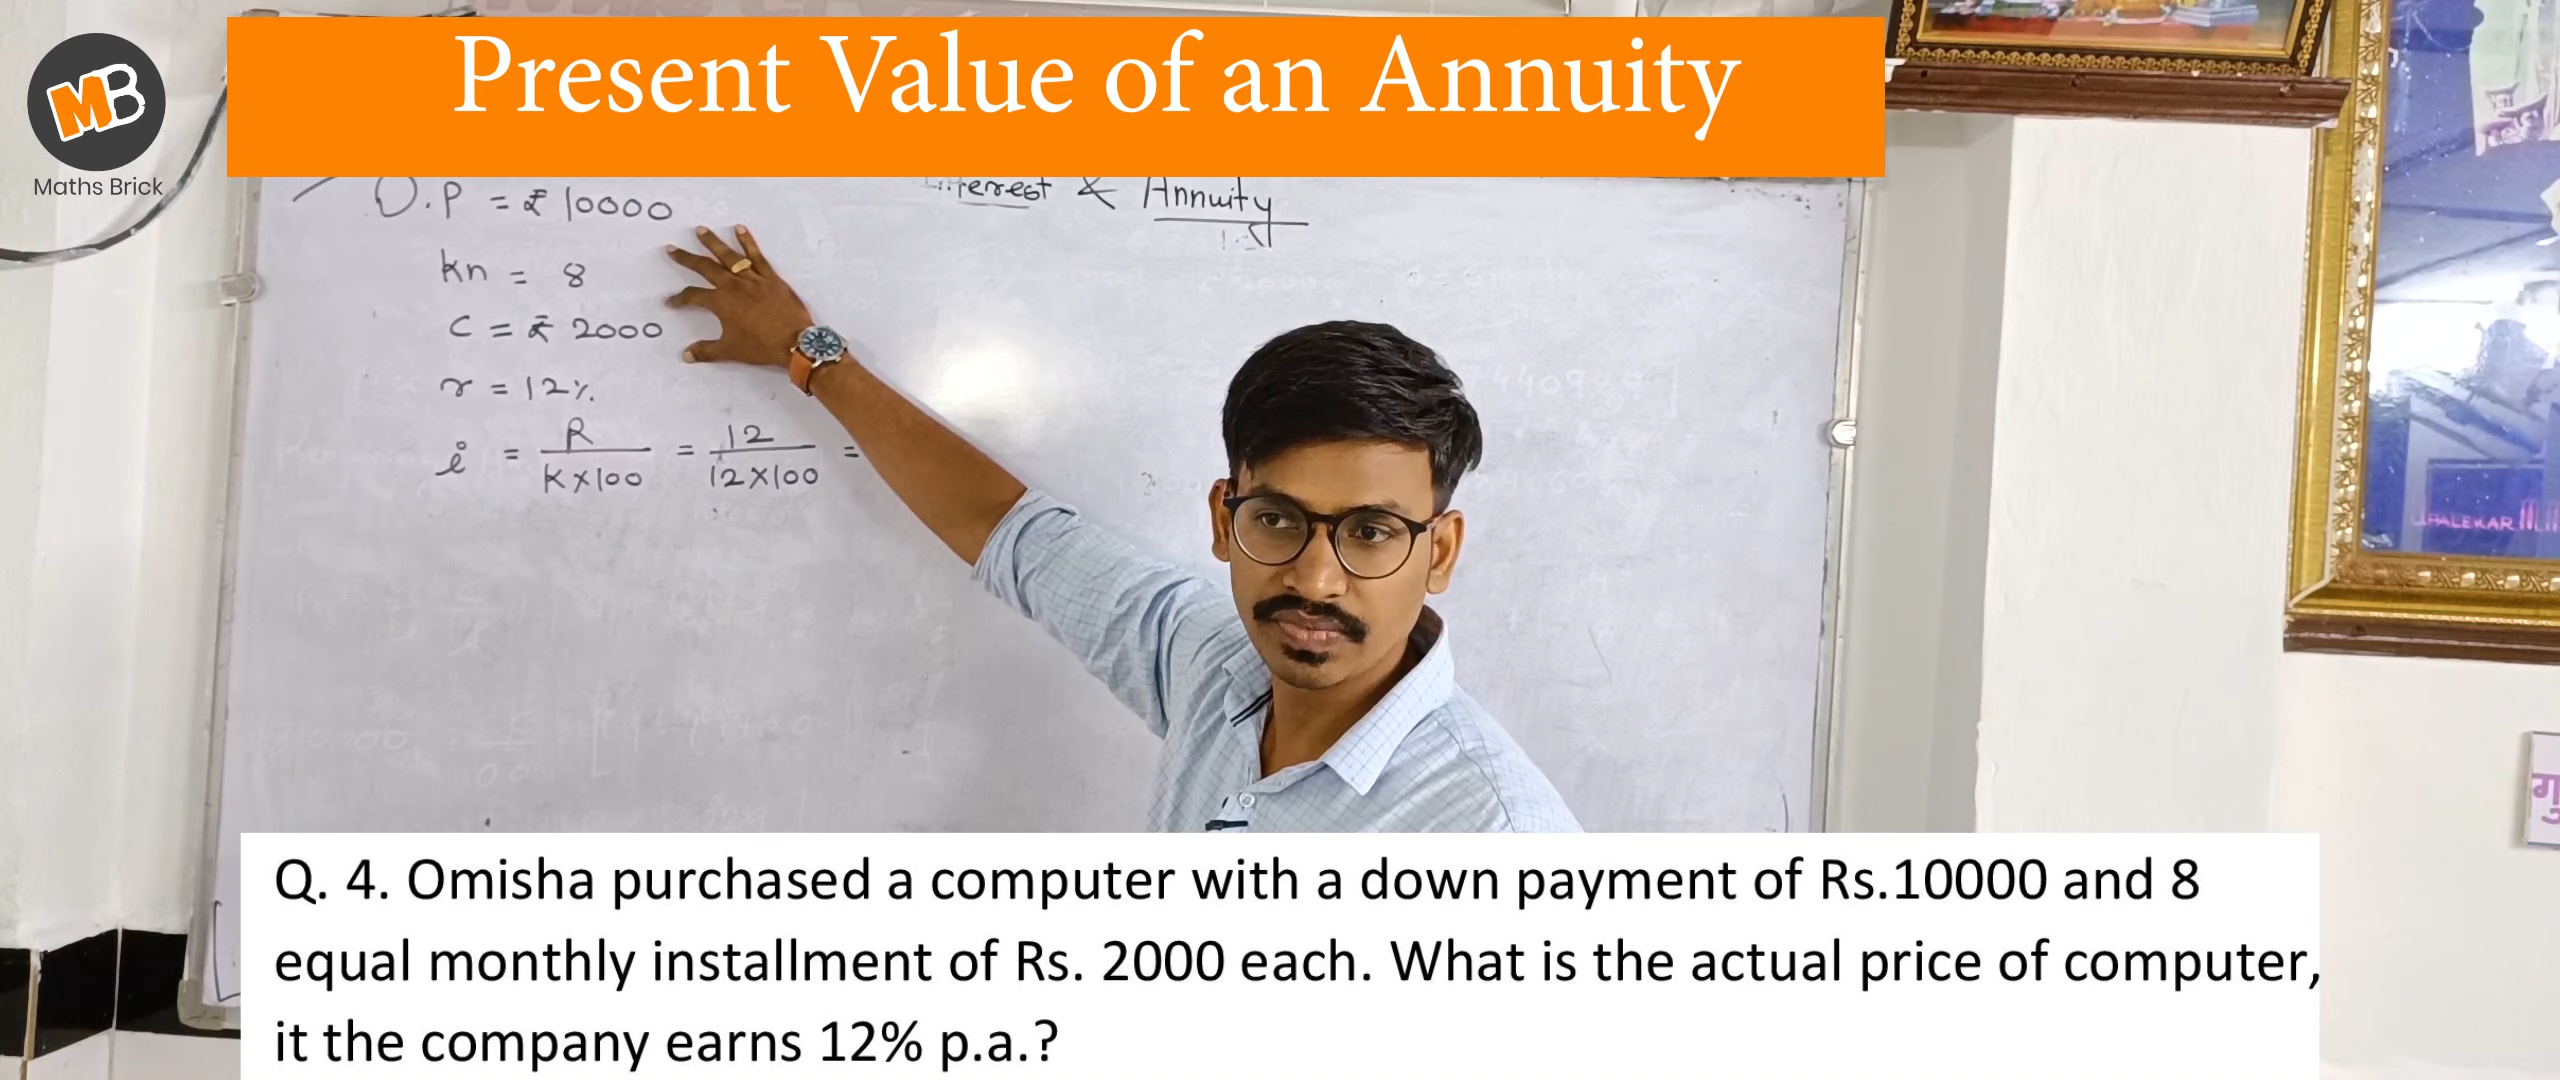 Present Value of an Annuity
MB
Maths Brick
D.P = ₹ 10000
Interest & Annuity
kn = 8
C = ₹ 2000
r = 12%
i = R / K×100 = 12 / 12×100 =
PALEKAR
गु
Q. 4. Omisha purchased a computer with a down payment of Rs.10000 and 8
equal monthly installment of Rs. 2000 each. What is the actual price of computer,
it the company earns 12% p.a.?